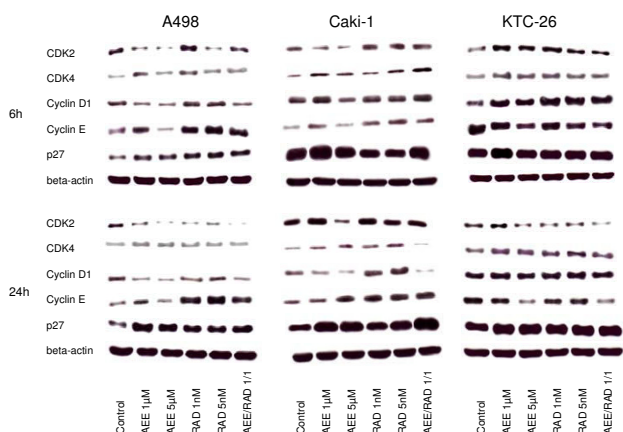 A498 Caki-1 KTC-26
6h
CDK2
CDK4
Cyclin D1
Cyclin E
p27
beta-actin
24h
CDK2
CDK4
Cyclin D1
Cyclin E
p27
beta-actin
Control AEE 1µM AEE 5µM RAD 1nM RAD 5nM AEE/RAD 1/1 Control AEE 1µM AEE 5µM RAD 1nM RAD 5nM AEE/RAD 1/1 Control AEE 1µM AEE 5µM RAD 1nM RAD 5nM AEE/RAD 1/1